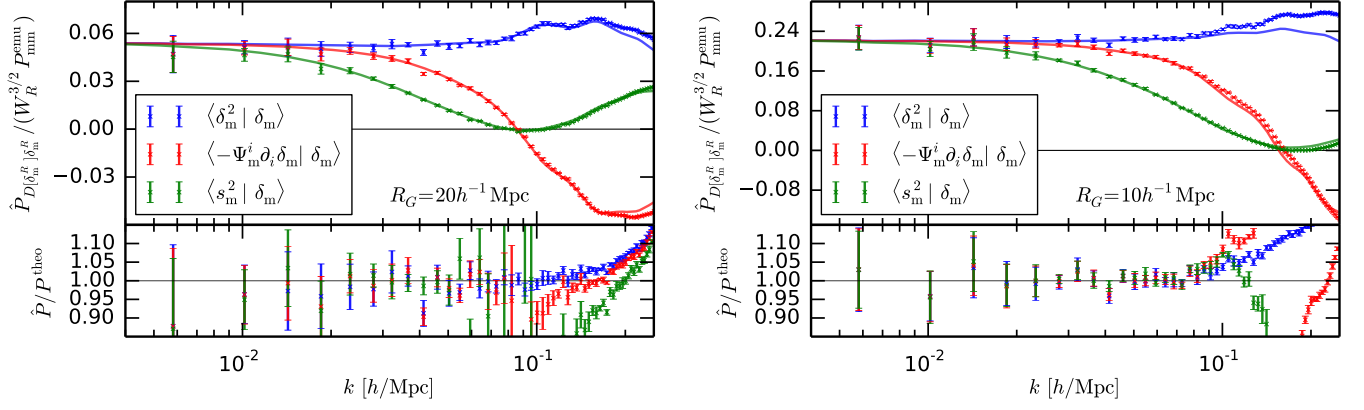 0.06
0.03
0.00
−0.03
P̂_{D[δ_m^R]δ_m^R}/(W_R^{3/2} P_mm^emu)
⟨δ_m^2 | δ_m⟩
⟨−Ψ_m^i ∂_i δ_m | δ_m⟩
⟨s_m^2 | δ_m⟩
R_G=20h^{−1} Mpc
1.10
1.05
1.00
0.95
0.90
P̂/P^theo
10^{−2}
10^{−1}
k [h/Mpc]
0.24
0.16
0.08
0.00
−0.08
P̂_{D[δ_m^R]δ_m^R}/(W_R^{3/2} P_mm^emu)
⟨δ_m^2 | δ_m⟩
⟨−Ψ_m^i ∂_i δ_m | δ_m⟩
⟨s_m^2 | δ_m⟩
R_G=10h^{−1} Mpc
1.10
1.05
1.00
0.95
0.90
P̂/P^theo
10^{−2}
10^{−1}
k [h/Mpc]